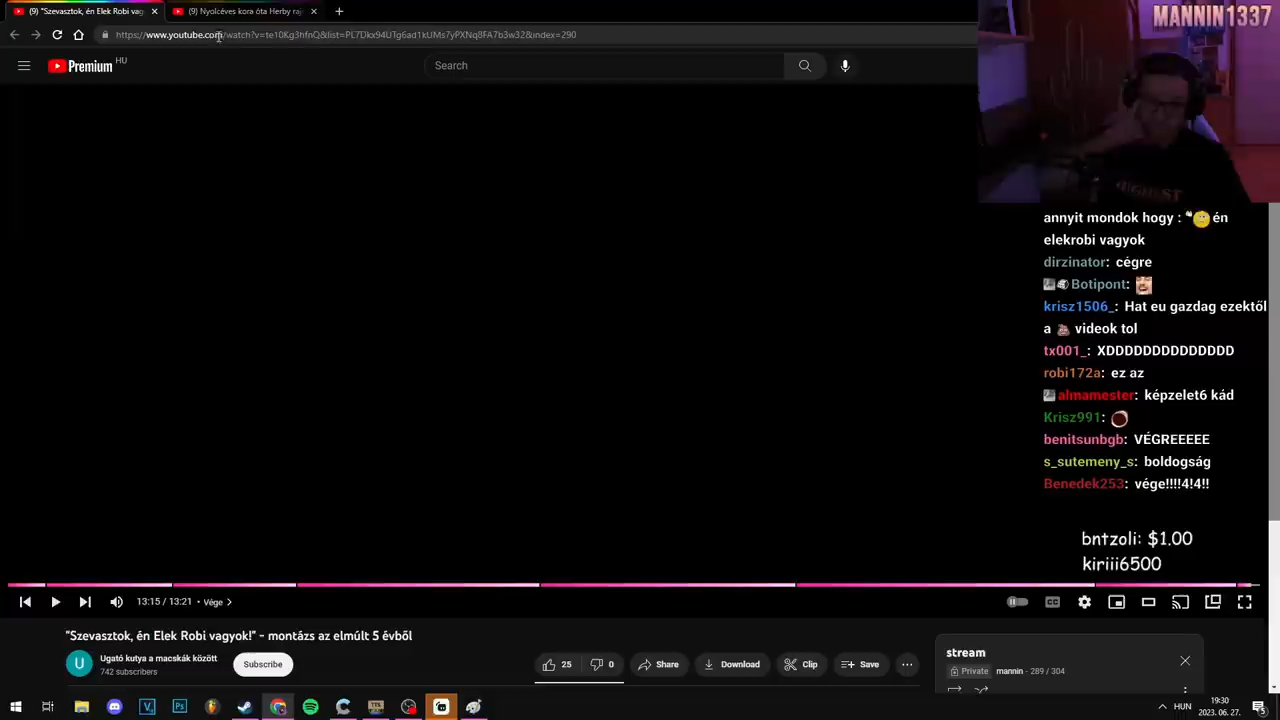 (9) "Szevasztok, én Elek Robi vag
(9) Nyolcéves kora óta Herby raj
MANNIN1337
https://www.youtube.com/watch?v=te10Kg3hfnQ&list=PL7Dkx94UTg6ad1kUMs7yPXNq8FA7b3w32&index=290
Premium HU
Search
annyit mondok hogy : " én
elekrobi vagyok
dirzinator: cégre
Botipont:
krisz1506_: Hat eu gazdag ezektől
a videok tol
tx001_: XDDDDDDDDDDDDDD
robi172a: ez az
almamester: képzelet6 kád
Krisz991:
benitsunbgb: VÉGREEEEE
s_sutemeny_s: boldogság
Benedek253: vége!!!!4!4!!
bntzoli: $1.00
kiriii6500
13:15 / 13:21 • Vége
CC
"Szevasztok, én Elek Robi vagyok!" - montázs az elmúlt 5 évből
U
Ugató kutya a macskák között
742 subscribers
Subscribe
25
0
Share
Download
Clip
Save
stream
Private mannin - 289 / 304
HUN
19:30
2023. 06. 27.
5